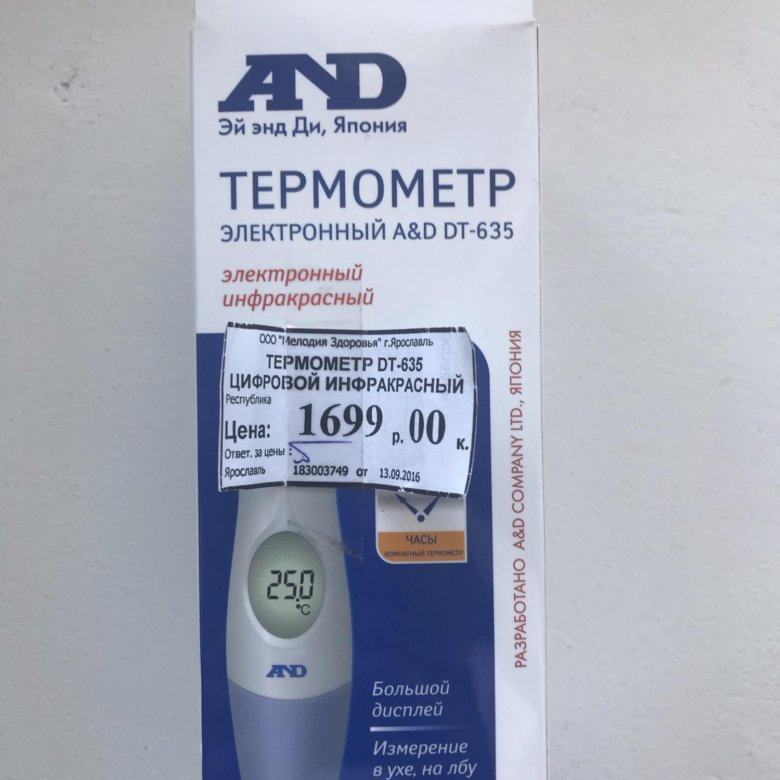 AND
Эй энд Ди, Япония
ТЕРМОМЕТР
ЭЛЕКТРОННЫЙ A&D DT-635
электронный
инфракрасный
ООО "Мелодия Здоровья" г.Ярославль
ТЕРМОМЕТР DT-635
ЦИФРОВОЙ ИНФРАКРАСНЫЙ
Республика
Цена: 1699 р. 00 к.
Ответ. за цены :
Ярославль 183003749 от 13.09.2016
ЧАСЫ
КОМНАТНЫЙ ТЕРМОМЕТР
25.0
°C
AND
Большой
дисплей
Измерение
в ухе, на лбу
РАЗРАБОТАНО A&D COMPANY LTD., ЯПОНИЯ